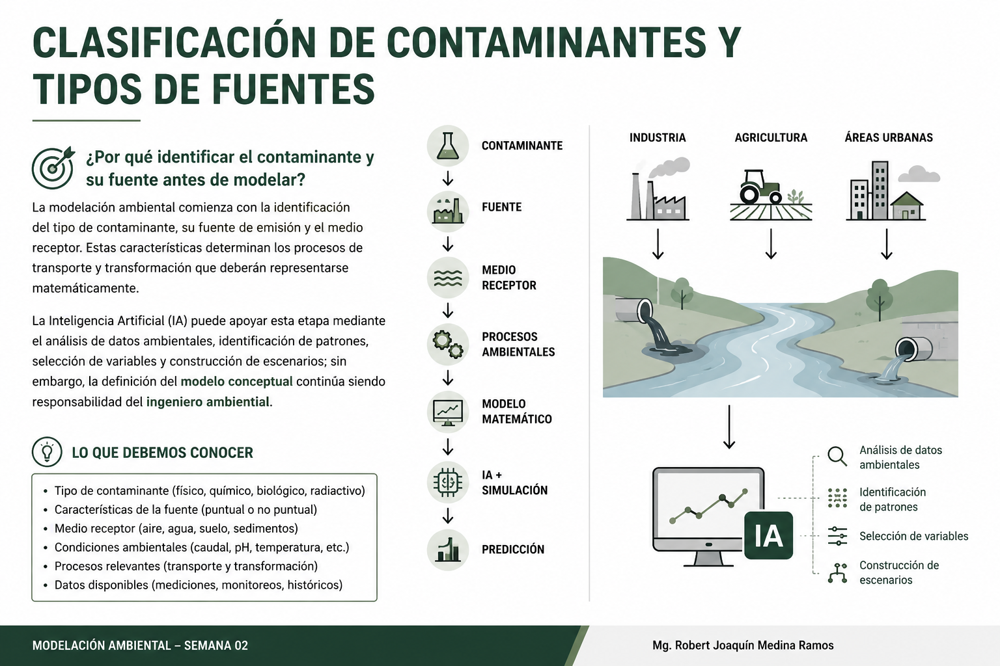 CLASIFICACIÓN DE CONTAMINANTES Y
TIPOS DE FUENTES
¿Por qué identificar el contaminante y
su fuente antes de modelar?
La modelación ambiental comienza con la identificación
del tipo de contaminante, su fuente de emisión y el medio
receptor. Estas características determinan los procesos de
transporte y transformación que deberán representarse
matemáticamente.
La Inteligencia Artificial (IA) puede apoyar esta etapa mediante
el análisis de datos ambientales, identificación de patrones,
selección de variables y construcción de escenarios; sin
embargo, la definición del modelo conceptual continúa siendo
responsabilidad del ingeniero ambiential.
LO QUE DEBEMOS CONOCER
• Tipo de contaminante (físico, químico, biológico, radiactivo)
• Características de la fuente (puntual o no puntual)
• Medio receptor (aire, agua, suelo, sedimentos)
• Condiciones ambientales (caudal, pH, temperatura, etc.)
• Procesos relevantes (transporte y transformación)
• Datos disponibles (mediciones, monitoreos, históricos)
CONTAMINANTE
FUENTE
MEDIO
RECEPTOR
PROCESOS
AMBIENTALES
MODELO
MATEMÁTICO
IA +
SIMULACIÓN
PREDICCIÓN
INDUSTRIA
AGRICULTURA
ÁREAS URBANAS
IA
Análisis de datos
ambientales
Identificación
de patrones
Selección de variables
Construcción de
escenarios
MODELACIÓN AMBIENTAL – SEMANA 02
Mg. Robert Joaquín Medina Ramos